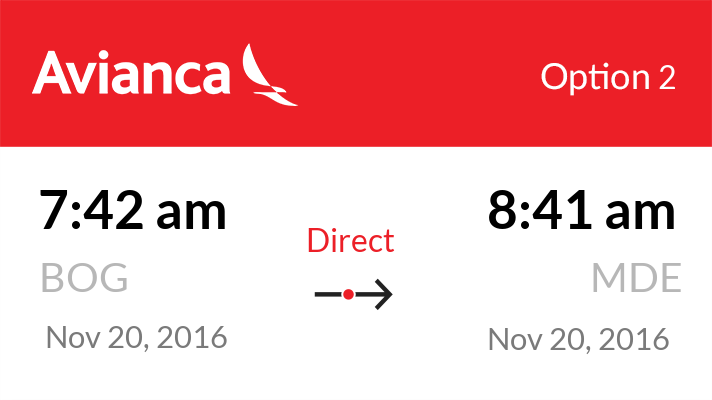 Avianca
Option 2
7:42 am
BOG
Nov 20, 2016
Direct
8:41 am
MDE
Nov 20, 2016